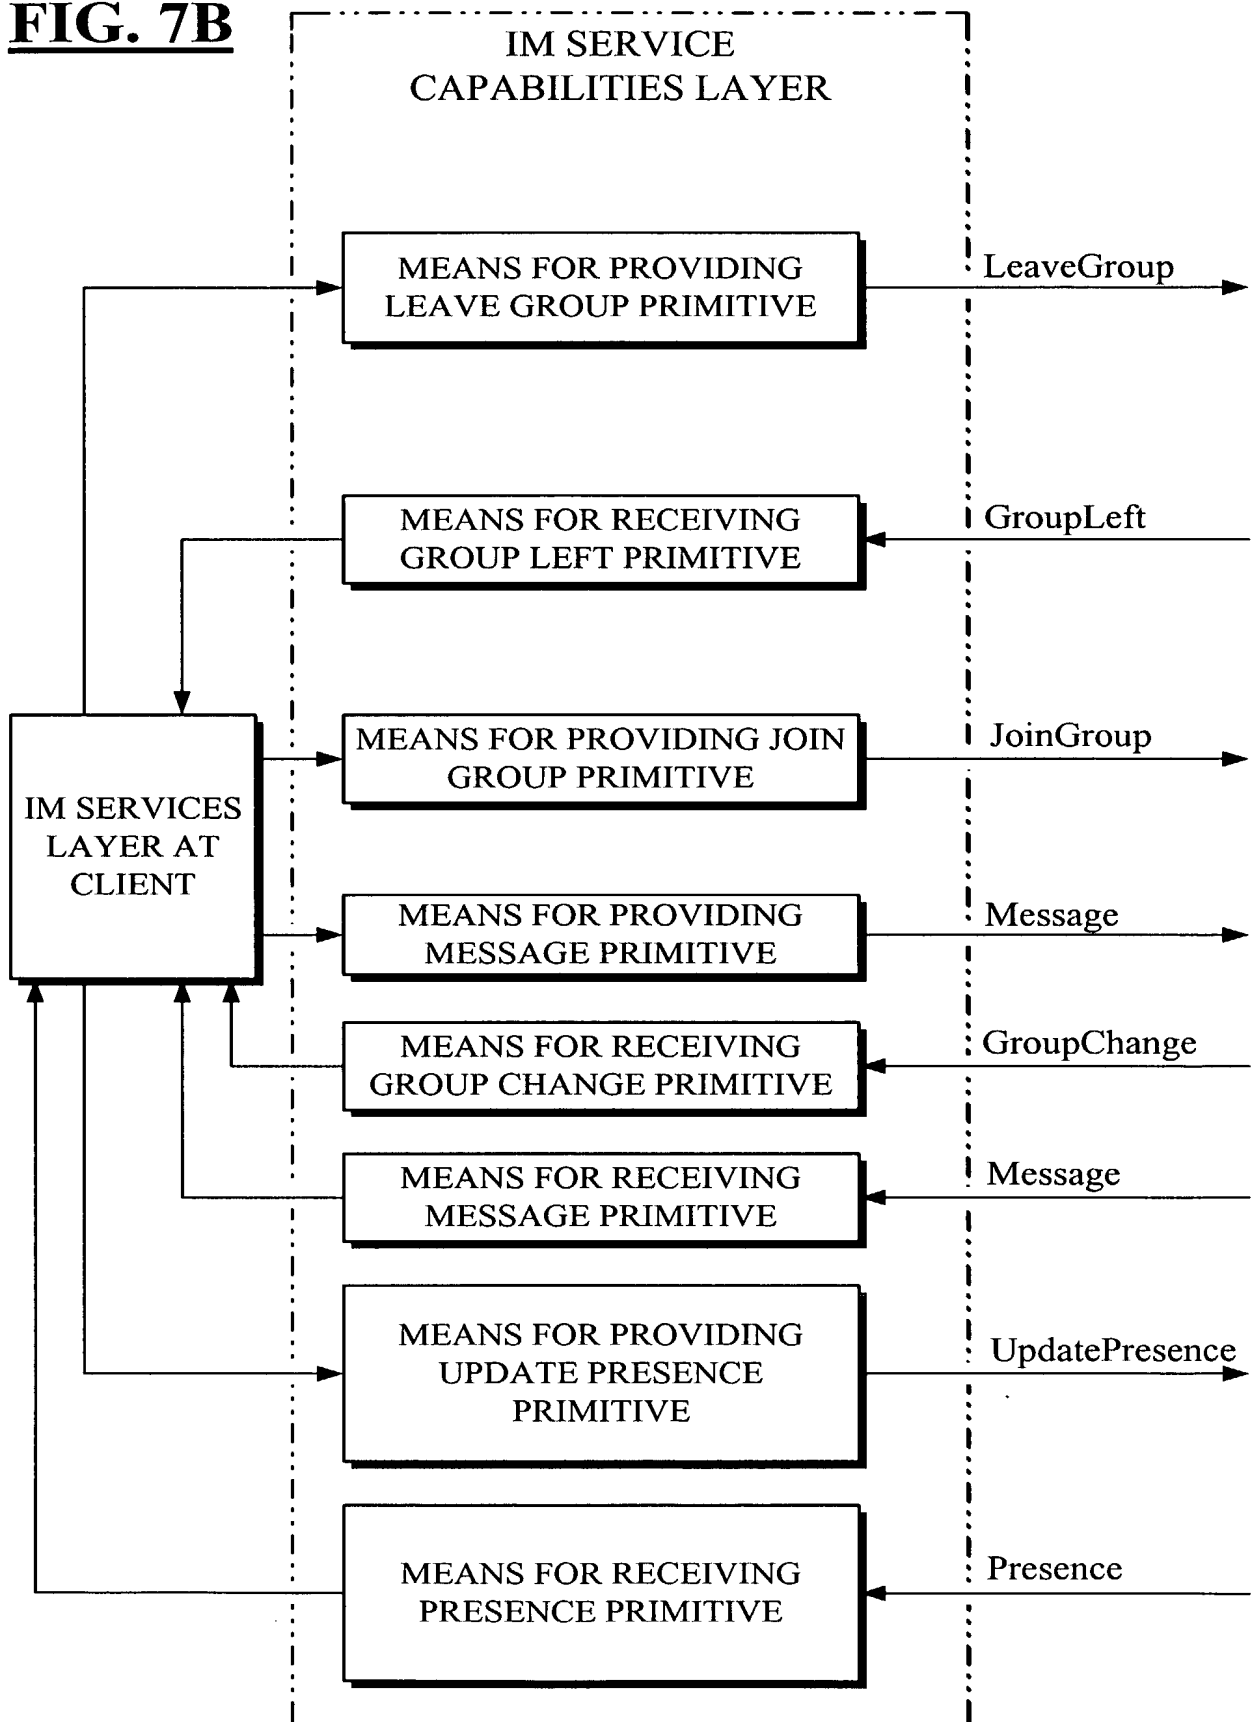 FIG. 7B
IM SERVICE
CAPABILITIES LAYER
MEANS FOR PROVIDING
LEAVE GROUP PRIMITIVE
LeaveGroup
MEANS FOR RECEIVING
GROUP LEFT PRIMITIVE
GroupLeft
IM SERVICES
LAYER AT
CLIENT
MEANS FOR PROVIDING JOIN
GROUP PRIMITIVE
JoinGroup
MEANS FOR PROVIDING
MESSAGE PRIMITIVE
Message
MEANS FOR RECEIVING
GROUP CHANGE PRIMITIVE
GroupChange
MEANS FOR RECEIVING
MESSAGE PRIMITIVE
Message
MEANS FOR PROVIDING
UPDATE PRESENCE
PRIMITIVE
UpdatePresence
MEANS FOR RECEIVING
PRESENCE PRIMITIVE
Presence